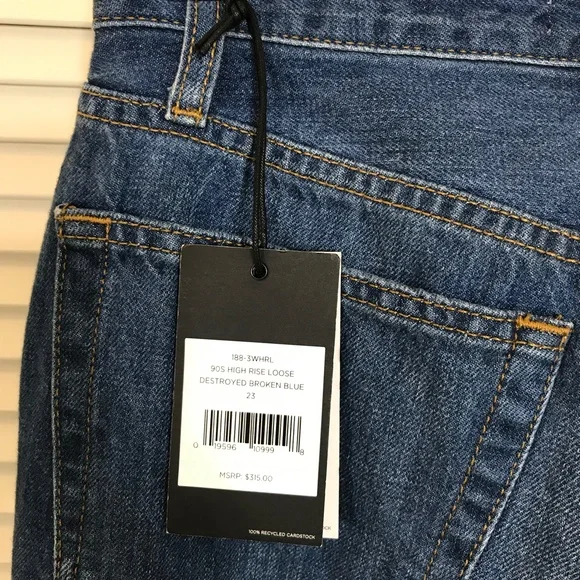 188-3WHRL
90S HIGH RISE LOOSE
DESTROYED BROKEN BLUE
23
0 19596 10999 8
MSRP: $315.00
100% RECYCLED CARDSTOCK